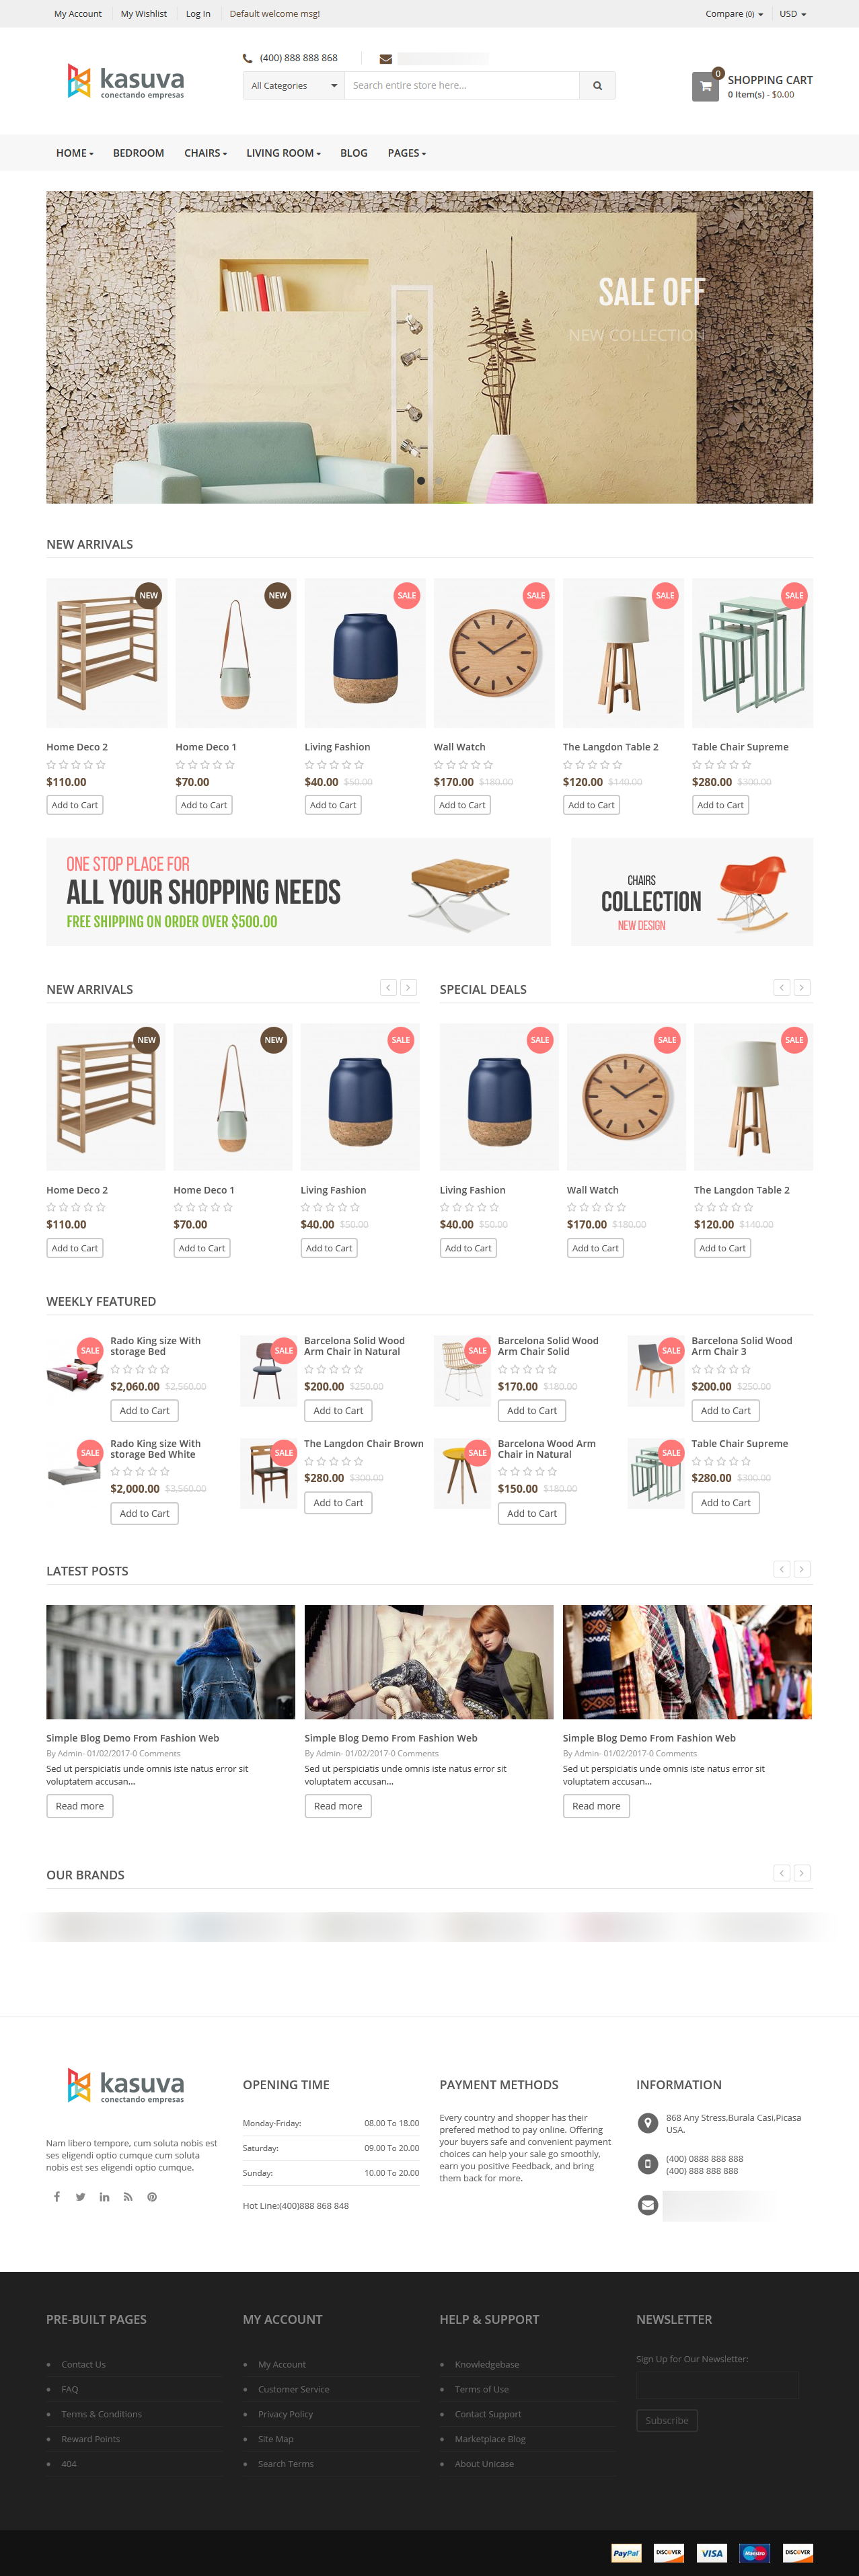 My Account
My Wishlist
Log In
Default welcome msg!
Compare (0)
USD
kasuva
conectando empresas
(400) 888 888 868
All Categories
Search entire store here...
0
SHOPPING CART
0 Item(s) - $0.00
HOME
BEDROOM
CHAIRS
LIVING ROOM
BLOG
PAGES
SALE OFF
NEW COLLECTION
NEW ARRIVALS
NEW
NEW
SALE
SALE
SALE
SALE
Home Deco 2
$110.00
Add to Cart
Home Deco 1
$70.00
Add to Cart
Living Fashion
$40.00 $50.00
Add to Cart
Wall Watch
$170.00 $180.00
Add to Cart
The Langdon Table 2
$120.00 $140.00
Add to Cart
Table Chair Supreme
$280.00 $300.00
Add to Cart
ONE STOP PLACE FOR
ALL YOUR SHOPPING NEEDS
FREE SHIPPING ON ORDER OVER $500.00
CHAIRS
COLLECTION
NEW DESIGN
NEW ARRIVALS
NEW
NEW
SALE
Home Deco 2
$110.00
Add to Cart
Home Deco 1
$70.00
Add to Cart
Living Fashion
$40.00 $50.00
Add to Cart
SPECIAL DEALS
SALE
SALE
SALE
Living Fashion
$40.00 $50.00
Add to Cart
Wall Watch
$170.00 $180.00
Add to Cart
The Langdon Table 2
$120.00 $140.00
Add to Cart
WEEKLY FEATURED
SALE
Rado King size With
storage Bed
$2,060.00 $2,560.00
Add to Cart
SALE
Barcelona Solid Wood
Arm Chair in Natural
$200.00 $250.00
Add to Cart
SALE
Barcelona Solid Wood
Arm Chair Solid
$170.00 $180.00
Add to Cart
SALE
Barcelona Solid Wood
Arm Chair 3
$200.00 $250.00
Add to Cart
SALE
Rado King size With
storage Bed White
$2,000.00 $3,560.00
Add to Cart
SALE
The Langdon Chair Brown
$280.00 $300.00
Add to Cart
SALE
Barcelona Wood Arm
Chair in Natural
$150.00 $180.00
Add to Cart
SALE
Table Chair Supreme
$280.00 $300.00
Add to Cart
LATEST POSTS
Simple Blog Demo From Fashion Web
By Admin- 01/02/2017-0 Comments
Sed ut perspiciatis unde omnis iste natus error sit
voluptatem accusan...
Read more
Simple Blog Demo From Fashion Web
By Admin- 01/02/2017-0 Comments
Sed ut perspiciatis unde omnis iste natus error sit
voluptatem accusan...
Read more
Simple Blog Demo From Fashion Web
By Admin- 01/02/2017-0 Comments
Sed ut perspiciatis unde omnis iste natus error sit
voluptatem accusan...
Read more
OUR BRANDS
kasuva
conectando empresas
Nam libero tempore, cum soluta nobis est
ses eligendi optio cumque cum soluta
nobis est ses eligendi optio cumque.
OPENING TIME
Monday-Friday: 08.00 To 18.00
Saturday: 09.00 To 20.00
Sunday: 10.00 To 20.00
Hot Line:(400)888 868 848
PAYMENT METHODS
Every country and shopper has their
prefered method to pay online. Offering
your buyers safe and convenient payment
choices can help your sale go smoothly,
earn you positive Feedback, and bring
them back for more.
INFORMATION
868 Any Stress,Burala Casi,Picasa
USA.
(400) 0888 888 888
(400) 888 888 888
PRE-BUILT PAGES
Contact Us
FAQ
Terms & Conditions
Reward Points
404
MY ACCOUNT
My Account
Customer Service
Privacy Policy
Site Map
Search Terms
HELP & SUPPORT
Knowledgebase
Terms of Use
Contact Support
Marketplace Blog
About Unicase
NEWSLETTER
Sign Up for Our Newsletter:
Subscribe
PayPal
DISCOVER
VISA
Maestro
DISCOVER